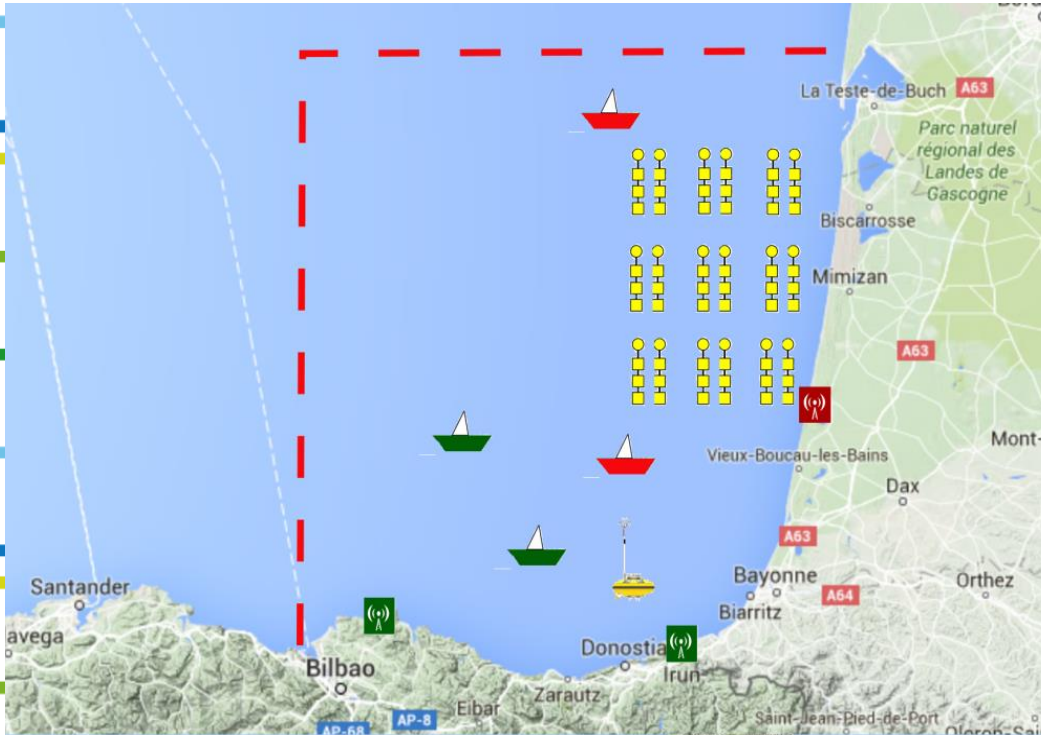 La Teste-de-Buch
A63
Parc naturel
régional des
Landes de
Gascogne
Biscarrosse
Mimizan
A63
Mont-
Vieux-Boucau-les-Bains
Dax
A63
Bayonne
Orthez
Santander
Biarritz
A64
avega
Donostia
Irun
Bilbao
Zarautz
Eibar
AP-8
AP-68
Saint-Jean-Pied-de-Port